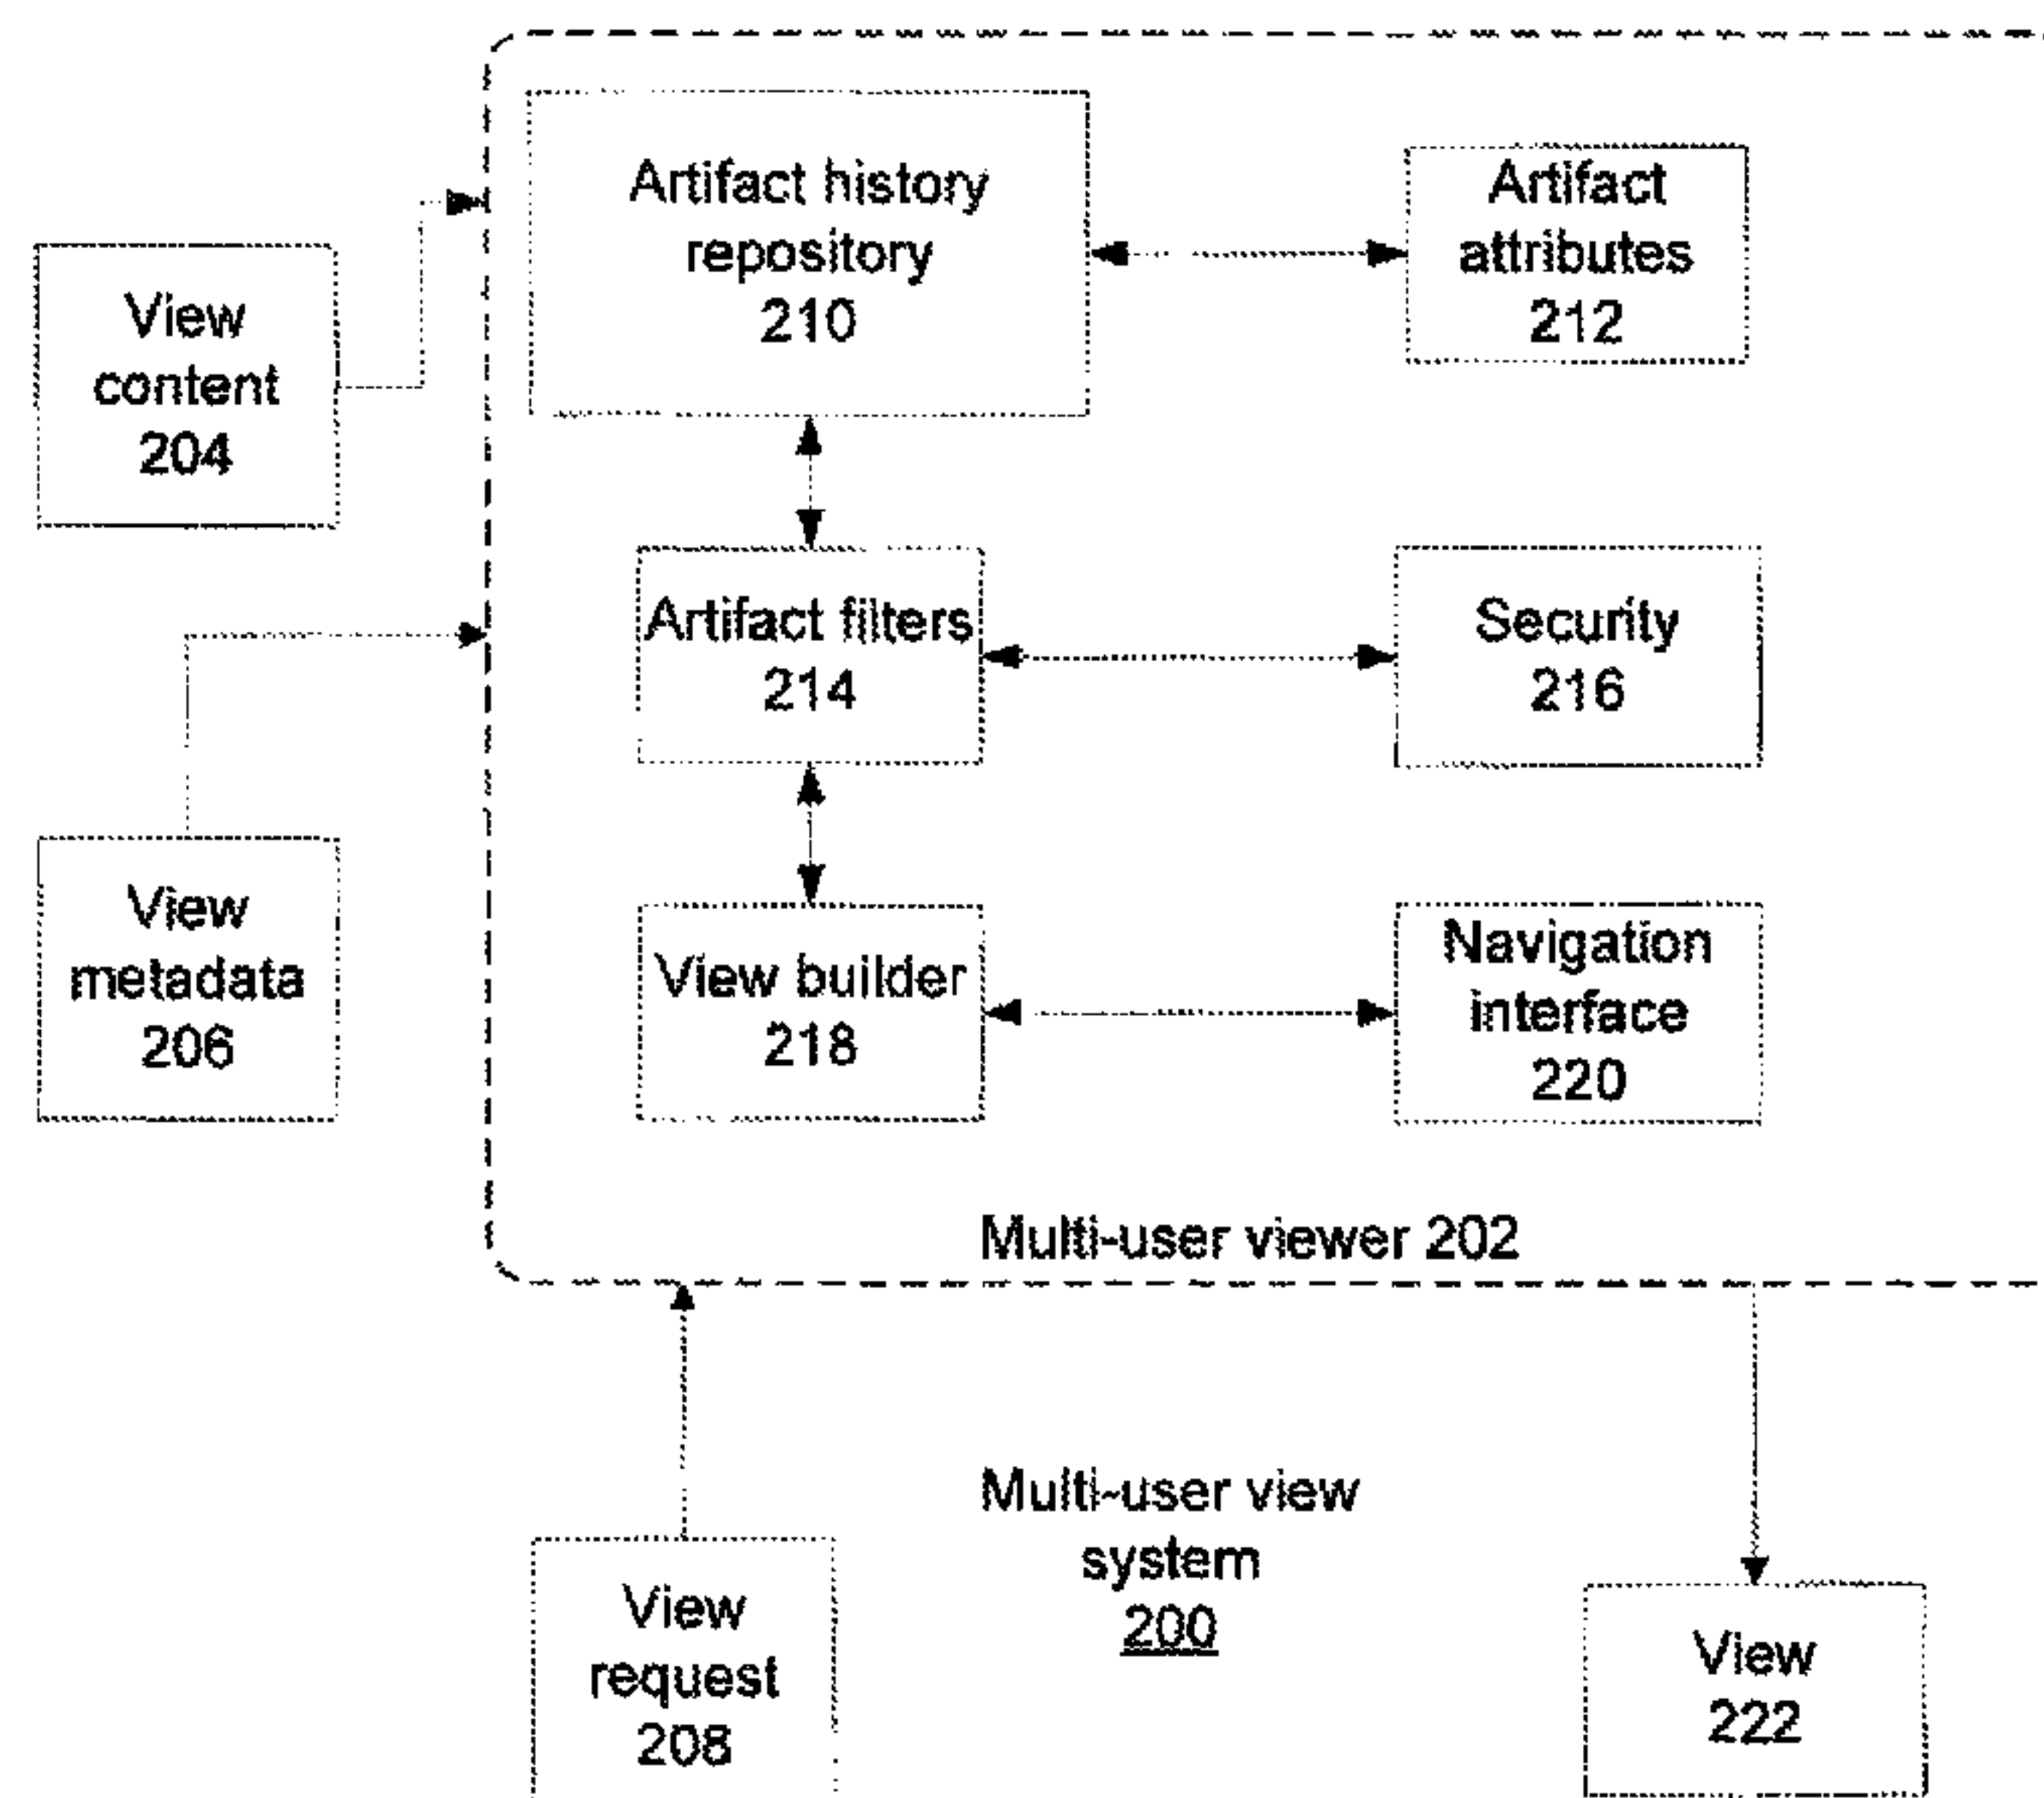 Artifact history
repository
210
Artifact
attributes
212
View
content
204
Artifact filters
214
Security
216
View
metadata
206
View builder
218
Navigation
interface
220
Multi-user viewer 202
Multi-user view
system
200
View
request
208
View
222